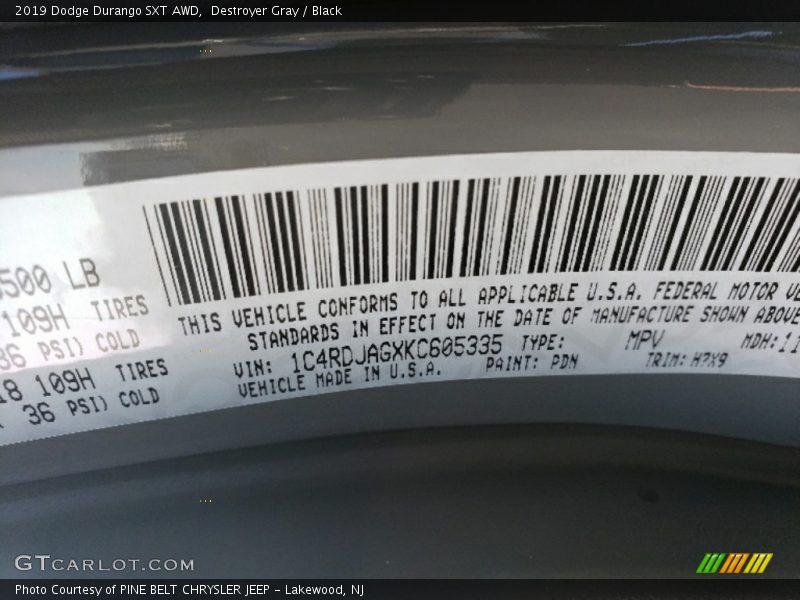 2019 Dodge Durango SXT AWD,  Destroyer Gray / Black
500 LB
109H TIRES
36 PSI) COLD
18 109H TIRES
36 PSI) COLD
THIS VEHICLE CONFORMS TO ALL APPLICABLE U.S.A. FEDERAL MOTOR VE
STANDARDS IN EFFECT ON THE DATE OF MANUFACTURE SHOWN ABOVE
VIN: 1C4RDJAGXKC605335 TYPE: MPV MDH:11
VEHICLE MADE IN U.S.A. PAINT: PDN TRIM: H7X9
GTCARLOT.COM
Photo Courtesy of PINE BELT CHRYSLER JEEP - Lakewood, NJ